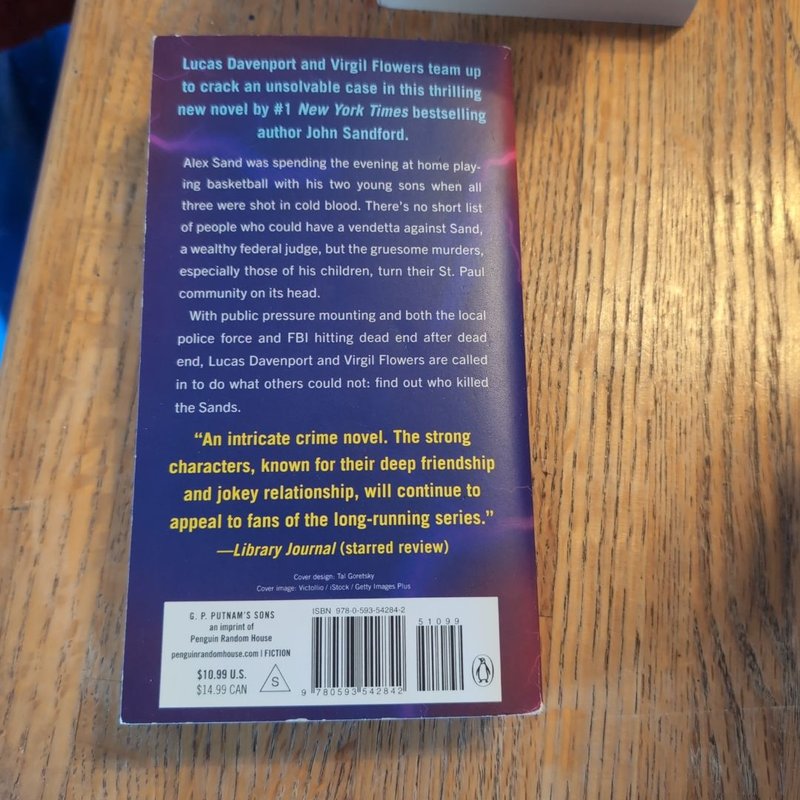 Lucas Davenport and Virgil Flowers team up
to crack an unsolvable case in this thrilling
new novel by #1 New York Times bestselling
author John Sandford.
Alex Sand was spending the evening at home play-
ing basketball with his two young sons when all
three were shot in cold blood. There's no short list
of people who could have a vendetta against Sand,
a wealthy federal judge, but the gruesome murders,
especially those of his children, turn their St. Paul
community on its head.
With public pressure mounting and both the local
police force and FBI hitting dead end after dead
end, Lucas Davenport and Virgil Flowers are called
in to do what others could not: find out who killed
the Sands.
“An intricate crime novel. The strong
characters, known for their deep friendship
and jokey relationship, will continue to
appeal to fans of the long-running series.”
—Library Journal (starred review)
Cover design: Tal Goretsky
Cover image: Victollio / iStock / Getty Images Plus
G. P. PUTNAM'S SONS
an imprint of
Penguin Random House
penguinrandomhouse.com | FICTION
$10.99 U.S.
$14.99 CAN
S
ISBN 978-0-593-54284-2
51099
9 780593 542842